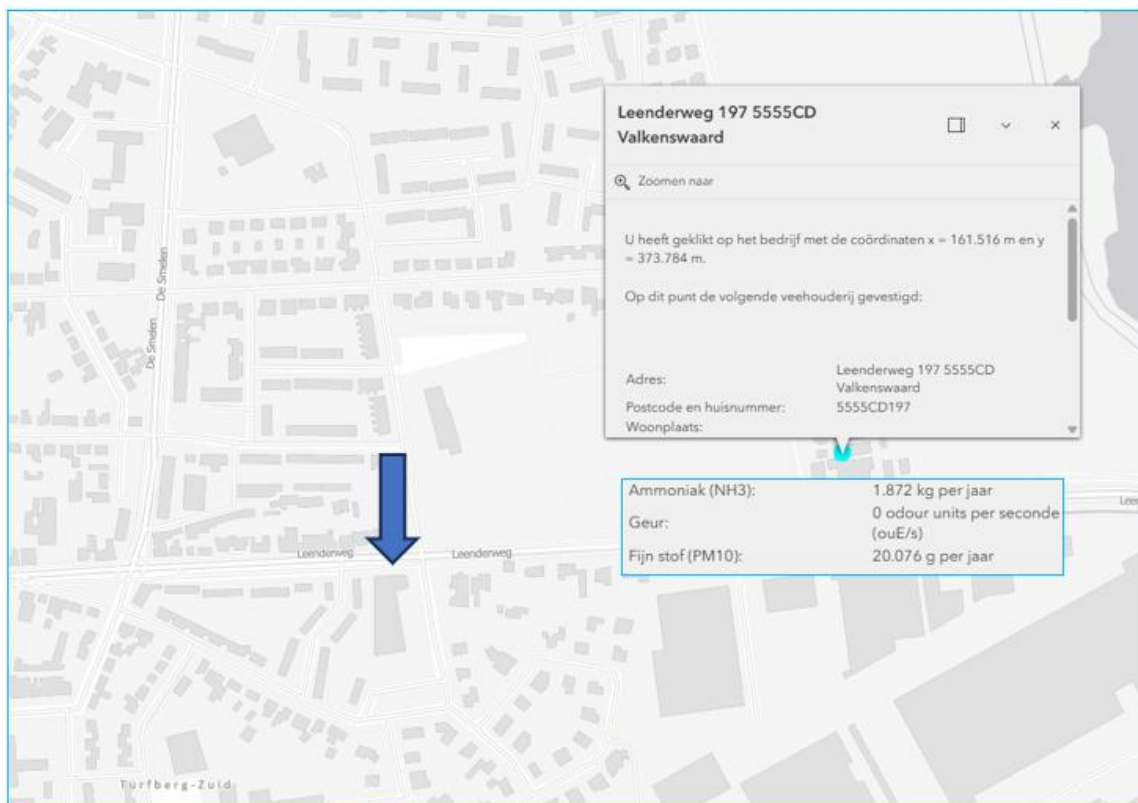 Leenderweg 197 5555CD
Valkenswaard
Zoomen naar
U heeft geklikt op het bedrijf met de coördinaten x = 161.516 m en y
= 373.784 m.
Op dit punt de volgende veehouderij gevestigd:
Adres: Leenderweg 197 5555CD
Valkenswaard
Postcode en huisnummer: 5555CD197
Woonplaats:
Ammoniak (NH3): 1.872 kg per jaar
Geur: 0 odour units per seconde
(ouE/s)
Fijn stof (PM10): 20.076 g per jaar
De Smelen
De Smelen
Leenderweg
Leenderweg
Lee
Turfberg-Zuid